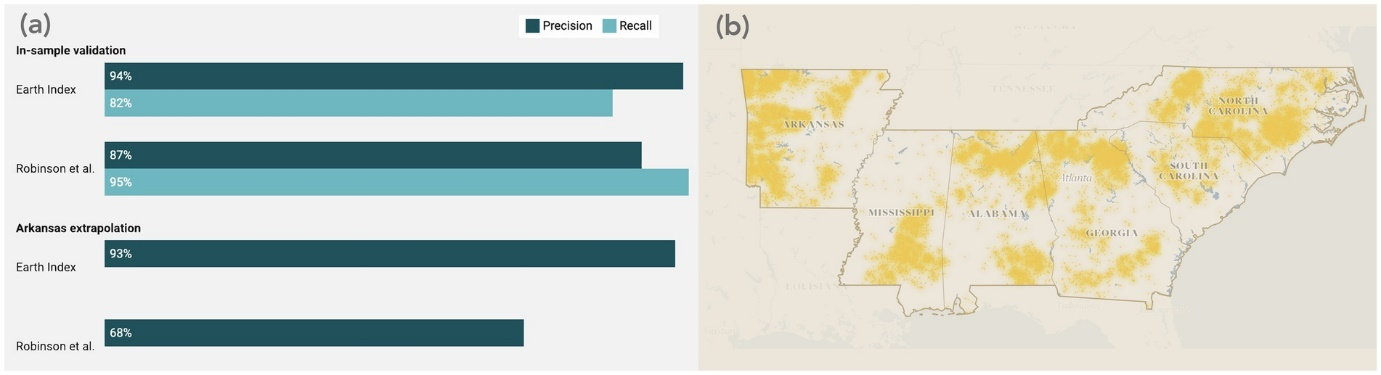 (a)
Precision Recall
In-sample validation
Earth Index
94%
82%
Robinson et al.
87%
95%
Arkansas extrapolation
Earth Index
93%
Robinson et al.
68%
(b)
TENNESSEE
NORTH
CAROLINA
ARKANSAS
SOUTH
CAROLINA
Atlanta
MISSISSIPPI
ALABAMA
GEORGIA